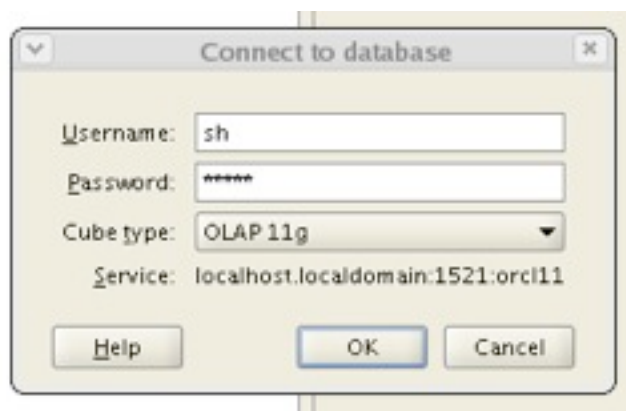 Connect to database
Username: sh
Password: *****
Cube type: OLAP 11g
Service: localhost.localdomain:1521:orcl11
Help OK Cancel